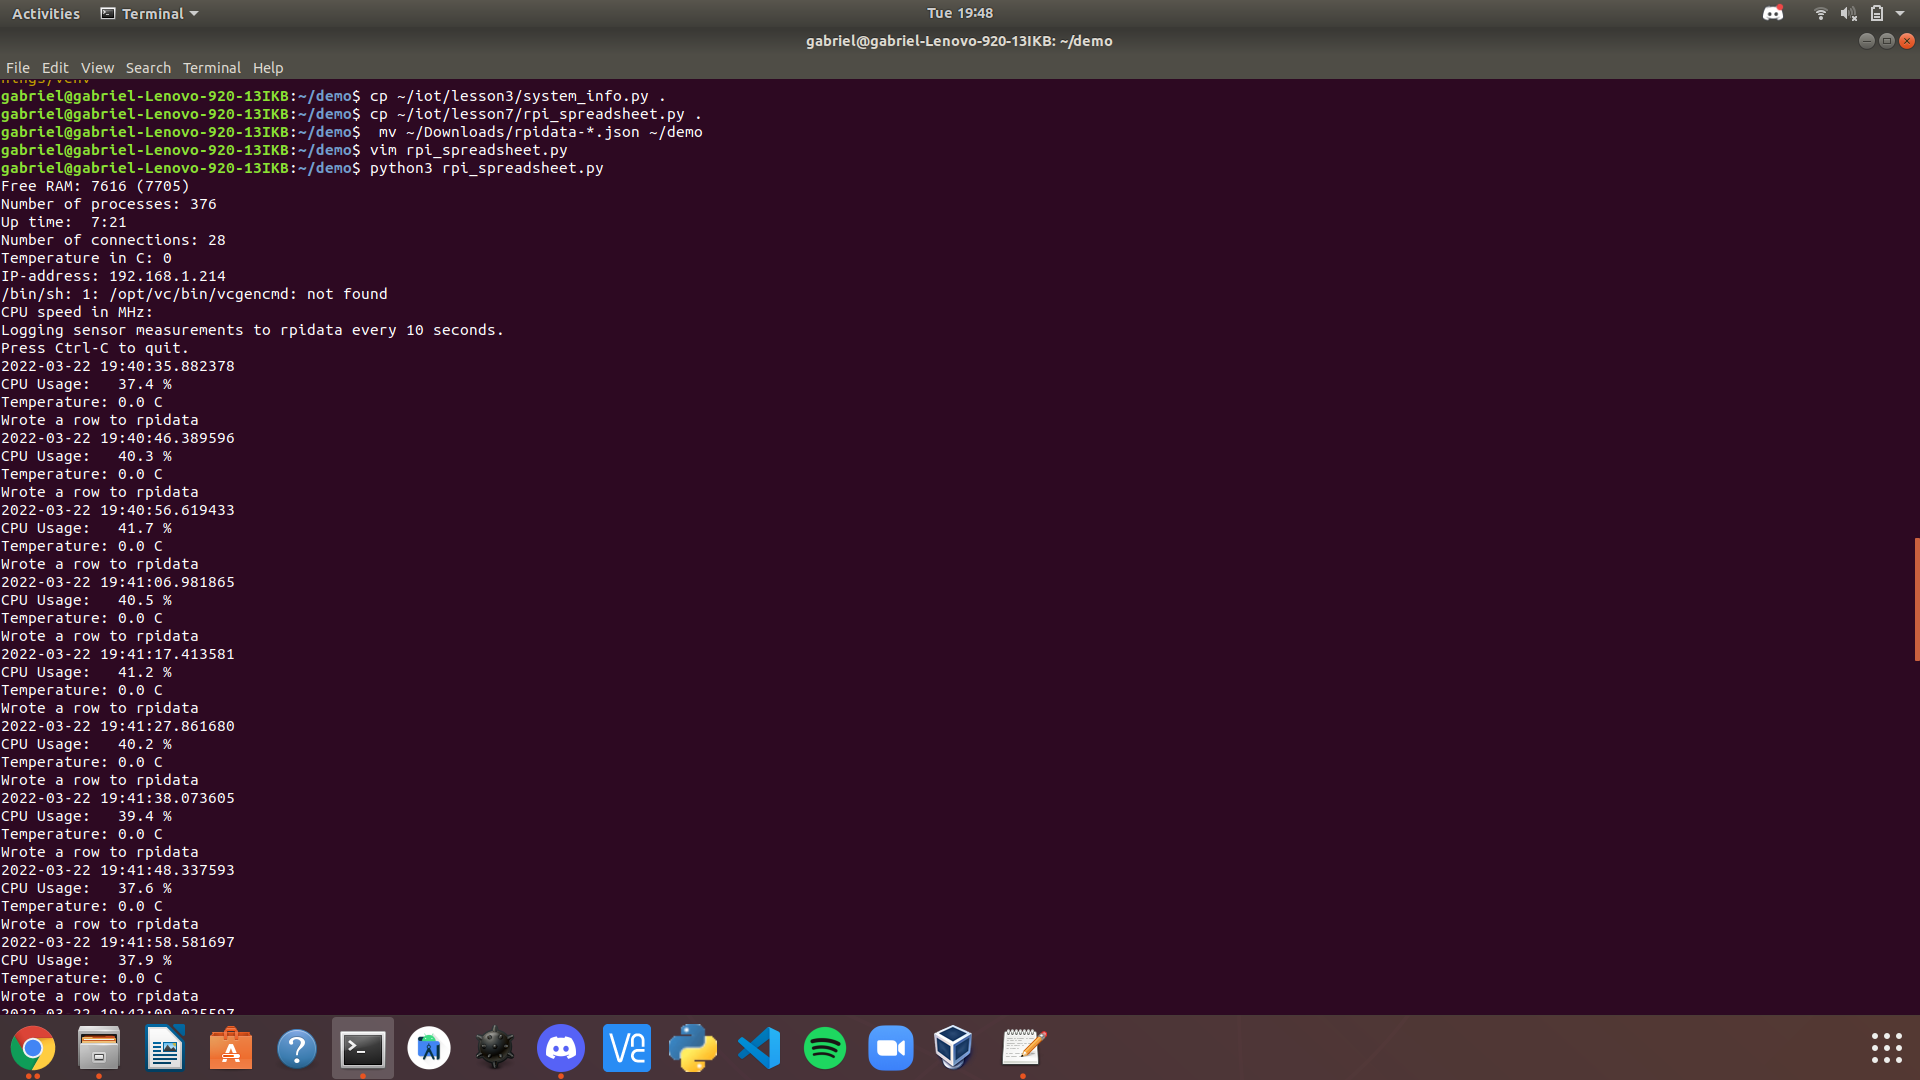 Activities Terminal Tue 19:48
gabriel@gabriel-Lenovo-920-13IKB: ~/demo
File Edit View Search Terminal Help
gabriel@gabriel-Lenovo-920-13IKB:~/demo$ cp ~/iot/lesson3/system_info.py .
gabriel@gabriel-Lenovo-920-13IKB:~/demo$ cp ~/iot/lesson7/rpi_spreadsheet.py .
gabriel@gabriel-Lenovo-920-13IKB:~/demo$  mv ~/Downloads/rpidata-*.json ~/demo
gabriel@gabriel-Lenovo-920-13IKB:~/demo$ vim rpi_spreadsheet.py
gabriel@gabriel-Lenovo-920-13IKB:~/demo$ python3 rpi_spreadsheet.py
Free RAM: 7616 (7705)
Number of processes: 376
Up time:  7:21
Number of connections: 28
Temperature in C: 0
IP-address: 192.168.1.214
/bin/sh: 1: /opt/vc/bin/vcgencmd: not found
CPU speed in MHz:
Logging sensor measurements to rpidata every 10 seconds.
Press Ctrl-C to quit.
2022-03-22 19:40:35.882378
CPU Usage:   37.4 %
Temperature: 0.0 C
Wrote a row to rpidata
2022-03-22 19:40:46.389596
CPU Usage:   40.3 %
Temperature: 0.0 C
Wrote a row to rpidata
2022-03-22 19:40:56.619433
CPU Usage:   41.7 %
Temperature: 0.0 C
Wrote a row to rpidata
2022-03-22 19:41:06.981865
CPU Usage:   40.5 %
Temperature: 0.0 C
Wrote a row to rpidata
2022-03-22 19:41:17.413581
CPU Usage:   41.2 %
Temperature: 0.0 C
Wrote a row to rpidata
2022-03-22 19:41:27.861680
CPU Usage:   40.2 %
Temperature: 0.0 C
Wrote a row to rpidata
2022-03-22 19:41:38.073605
CPU Usage:   39.4 %
Temperature: 0.0 C
Wrote a row to rpidata
2022-03-22 19:41:48.337593
CPU Usage:   37.6 %
Temperature: 0.0 C
Wrote a row to rpidata
2022-03-22 19:41:58.581697
CPU Usage:   37.9 %
Temperature: 0.0 C
Wrote a row to rpidata
2022-03-22 19:42:09.025597